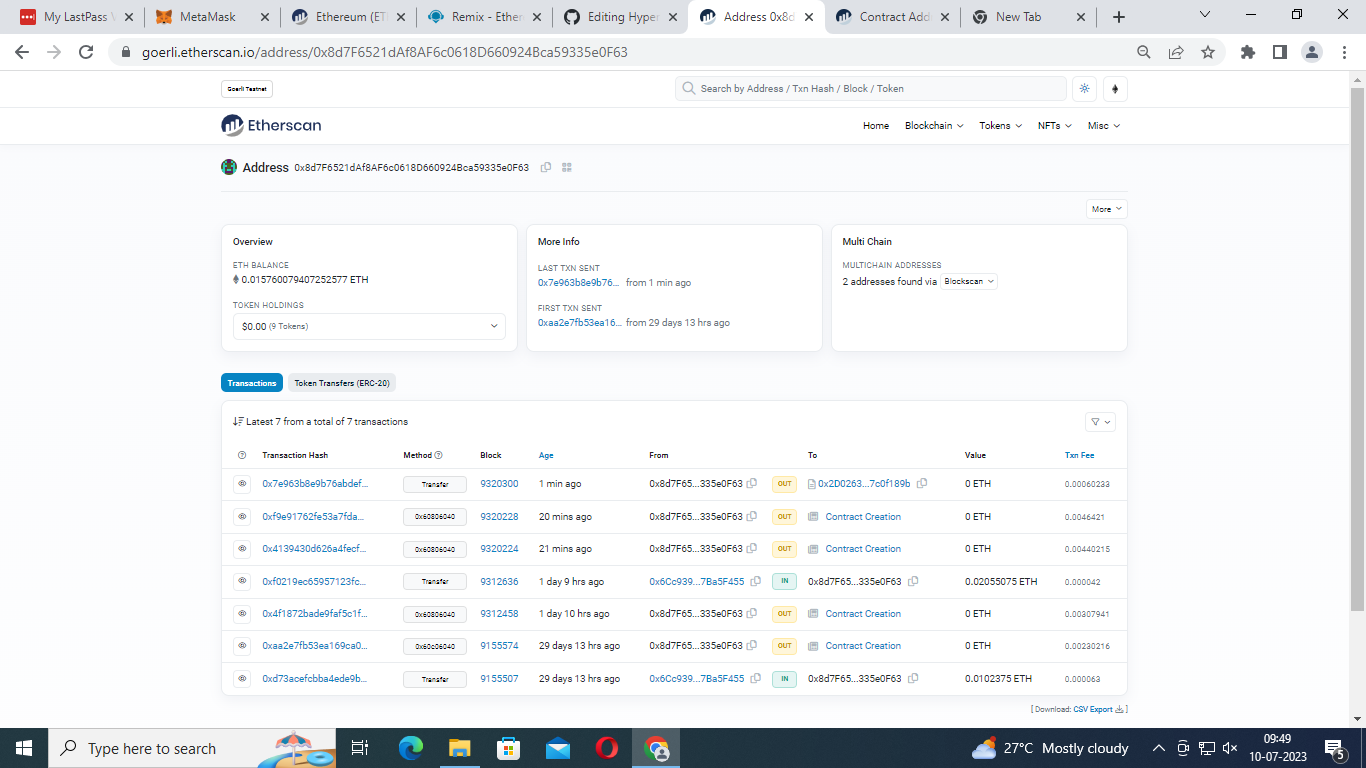 My LastPass V
MetaMask
Ethereum (ET
Remix - Ether
Editing Hyper
Address 0x8d
Contract Add
New Tab
goerli.etherscan.io/address/0x8d7F6521dAf8AF6c0618D660924Bca59335e0F63
Goerli Testnet
Search by Address / Txn Hash / Block / Token
Etherscan
Home Blockchain Tokens NFTs Misc
Address 0x8d7F6521dAf8AF6c0618D660924Bca59335e0F63
More
Overview
ETH BALANCE
0.015760079407252577 ETH
TOKEN HOLDINGS
$0.00 (9 Tokens)
More Info
LAST TXN SENT
0x7e963b8e9b76... from 1 min ago
FIRST TXN SENT
0xaa2e7fb53ea16... from 29 days 13 hrs ago
Multi Chain
MULTICHAIN ADDRESSES
2 addresses found via Blockscan
Transactions Token Transfers (ERC-20)
Latest 7 from a total of 7 transactions
Transaction Hash Method Block Age From To Value Txn Fee
0x7e963b8e9b76abdef... Transfer 9320300 1 min ago 0x8d7F65...335e0F63 OUT 0x2D0263...7c0f189b 0 ETH 0.00060233
0xf9e91762fe53a7fda... 0x60806040 9320228 20 mins ago 0x8d7F65...335e0F63 OUT Contract Creation 0 ETH 0.0046421
0x4139430d626a4fecf... 0x60806040 9320224 21 mins ago 0x8d7F65...335e0F63 OUT Contract Creation 0 ETH 0.00440215
0xf0219ec65957123fc... Transfer 9312636 1 day 9 hrs ago 0x6Cc939...7Ba5F455 IN 0x8d7F65...335e0F63 0.02055075 ETH 0.000042
0x4f1872bade9faf5c1f... 0x60806040 9312458 1 day 10 hrs ago 0x8d7F65...335e0F63 OUT Contract Creation 0 ETH 0.00307941
0xaa2e7fb53ea169ca0... 0x60c06040 9155574 29 days 13 hrs ago 0x8d7F65...335e0F63 OUT Contract Creation 0 ETH 0.00230216
0xd73acefcbba4ede9b... Transfer 9155507 29 days 13 hrs ago 0x6Cc939...7Ba5F455 IN 0x8d7F65...335e0F63 0.0102375 ETH 0.000063
[ Download: CSV Export ]
Type here to search
27°C Mostly cloudy
09:49
10-07-2023
5